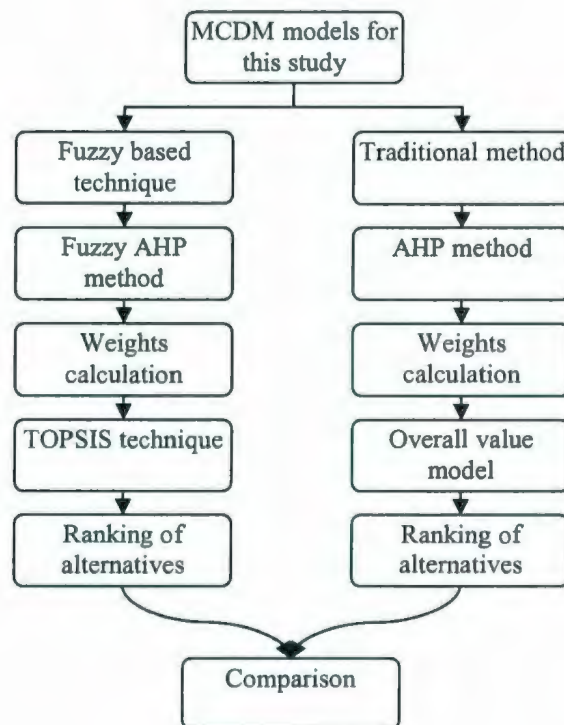 MCDM models for
this study
Fuzzy based
technique
Traditional method
Fuzzy AHP
method
AHP method
Weights
calculation
Weights
calculation
TOPSIS technique
Overall value
model
Ranking of
alternatives
Ranking of
alternatives
Comparison